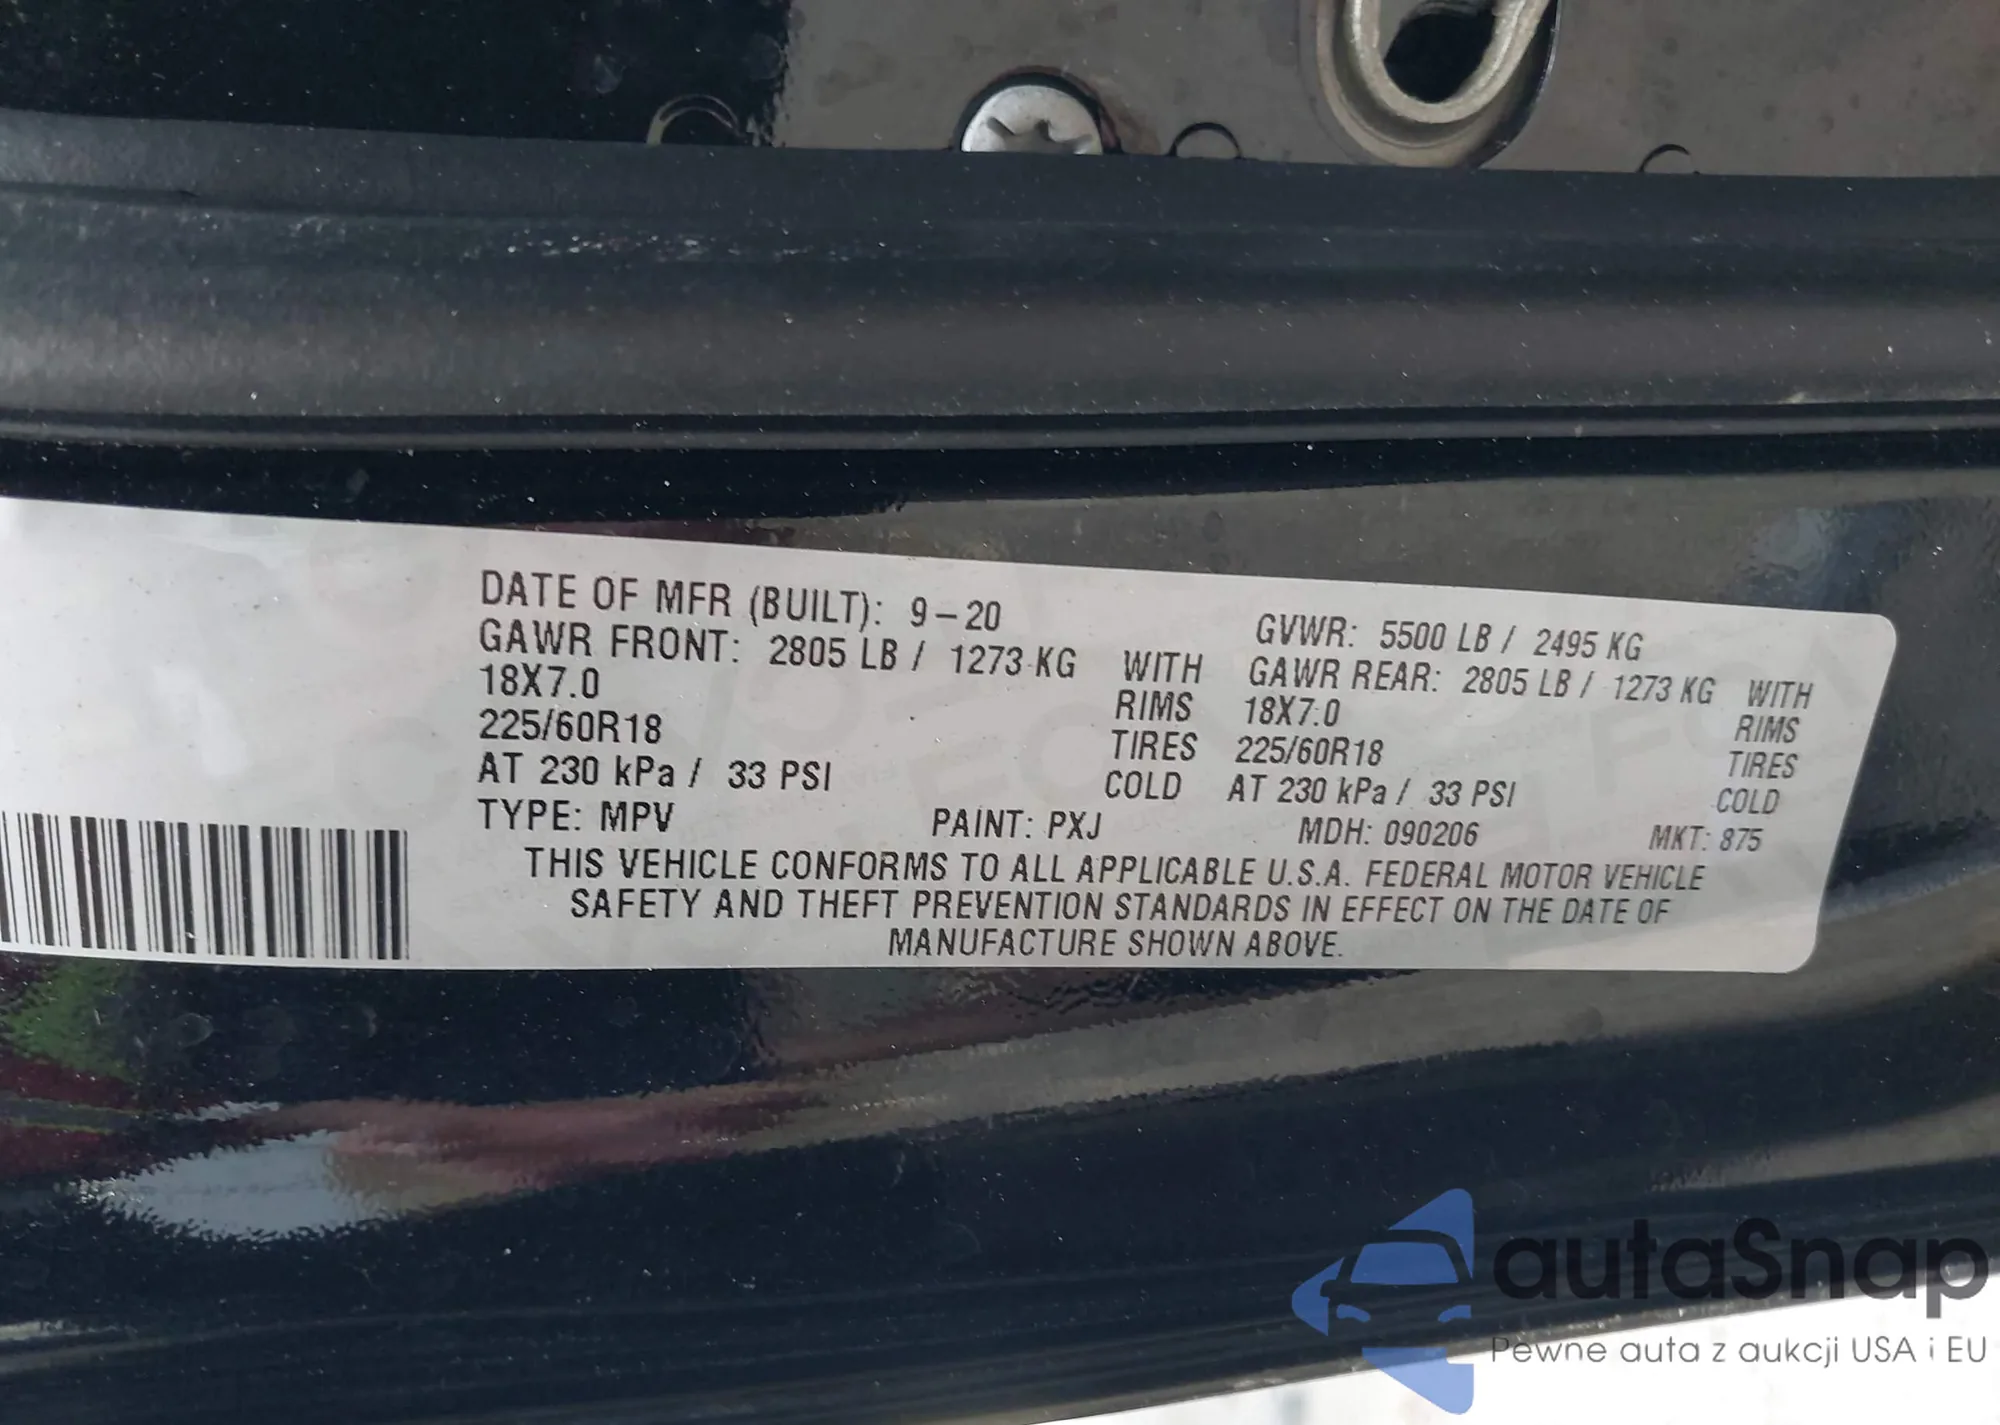 DATE OF MFR (BUILT): 9-20 GVWR: 5500 LB / 2495 KG
GAWR FRONT: 2805 LB / 1273 KG WITH GAWR REAR: 2805 LB / 1273 KG WITH
18X7.0 RIMS 18X7.0 RIMS
225/60R18 TIRES 225/60R18 TIRES
AT 230 kPa / 33 PSI COLD AT 230 kPa / 33 PSI COLD
TYPE: MPV PAINT: PXJ MDH: 090206 MKT: 875
THIS VEHICLE CONFORMS TO ALL APPLICABLE U.S.A. FEDERAL MOTOR VEHICLE
SAFETY AND THEFT PREVENTION STANDARDS IN EFFECT ON THE DATE OF
MANUFACTURE SHOWN ABOVE.
autaSnap
Pewne auta z aukcji USA i EU